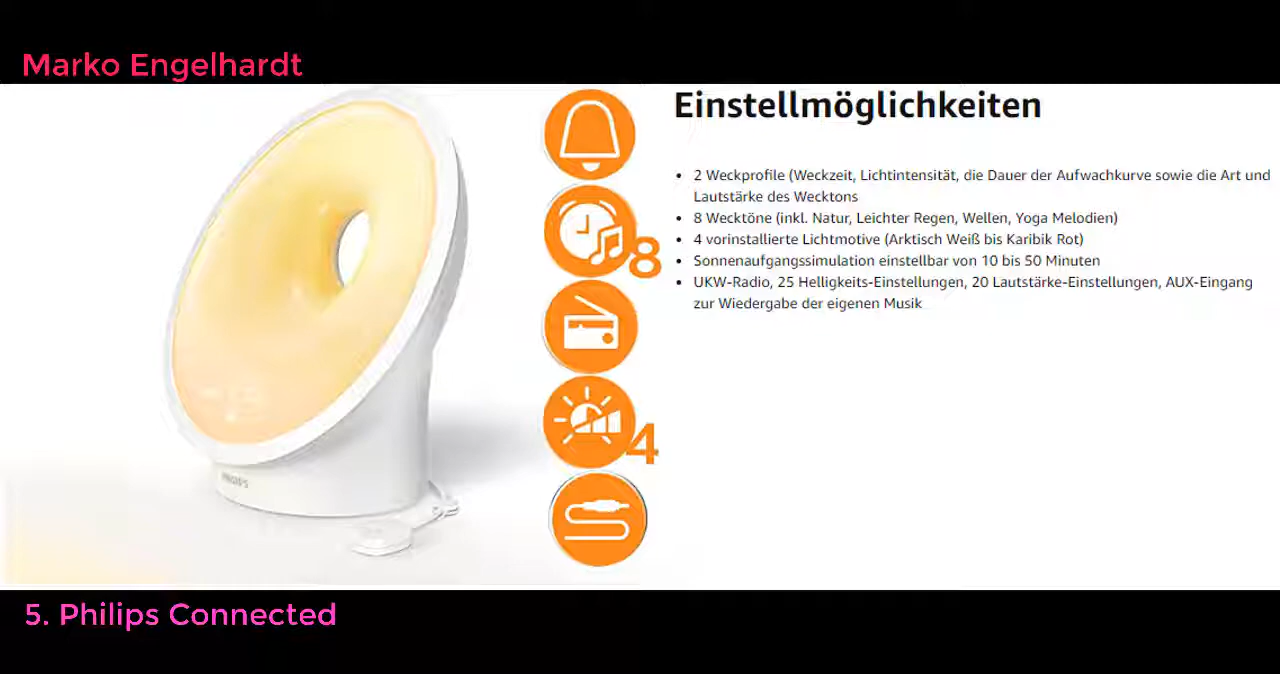 Marko Engelhardt
Einstellmöglichkeiten
• 2 Weckprofile (Weckzeit, Lichtintensität, die Dauer der Aufwachkurve sowie die Art und
Lautstärke des Wecktons
• 8 Wecktöne (inkl. Natur, Leichter Regen, Wellen, Yoga Melodien)
• 4 vorinstallierte Lichtmotive (Arktisch Weiß bis Karibik Rot)
• Sonnenaufgangssimulation einstellbar von 10 bis 50 Minuten
• UKW-Radio, 25 Helligkeits-Einstellungen, 20 Lautstärke-Einstellungen, AUX-Eingang
zur Wiedergabe der eigenen Musik
8
4
PHILIPS
5. Philips Connected